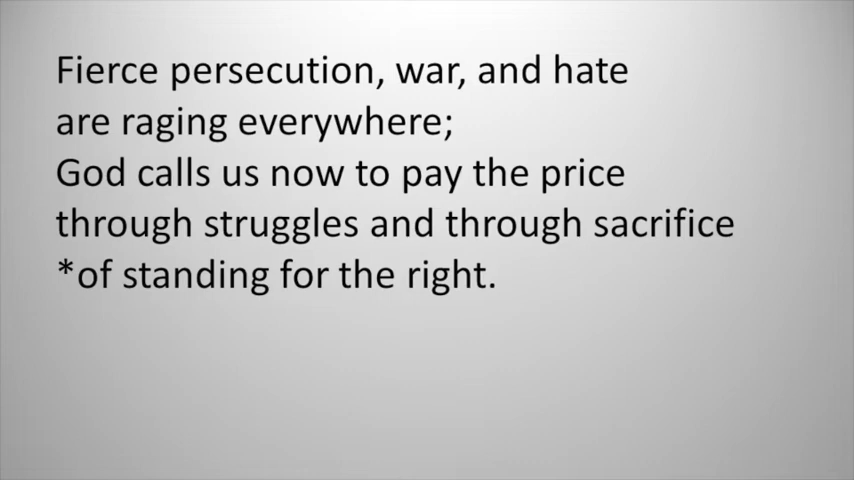 Fierce persecution, war, and hate
are raging everywhere;
God calls us now to pay the price
through struggles and through sacrifice
*of standing for the right.